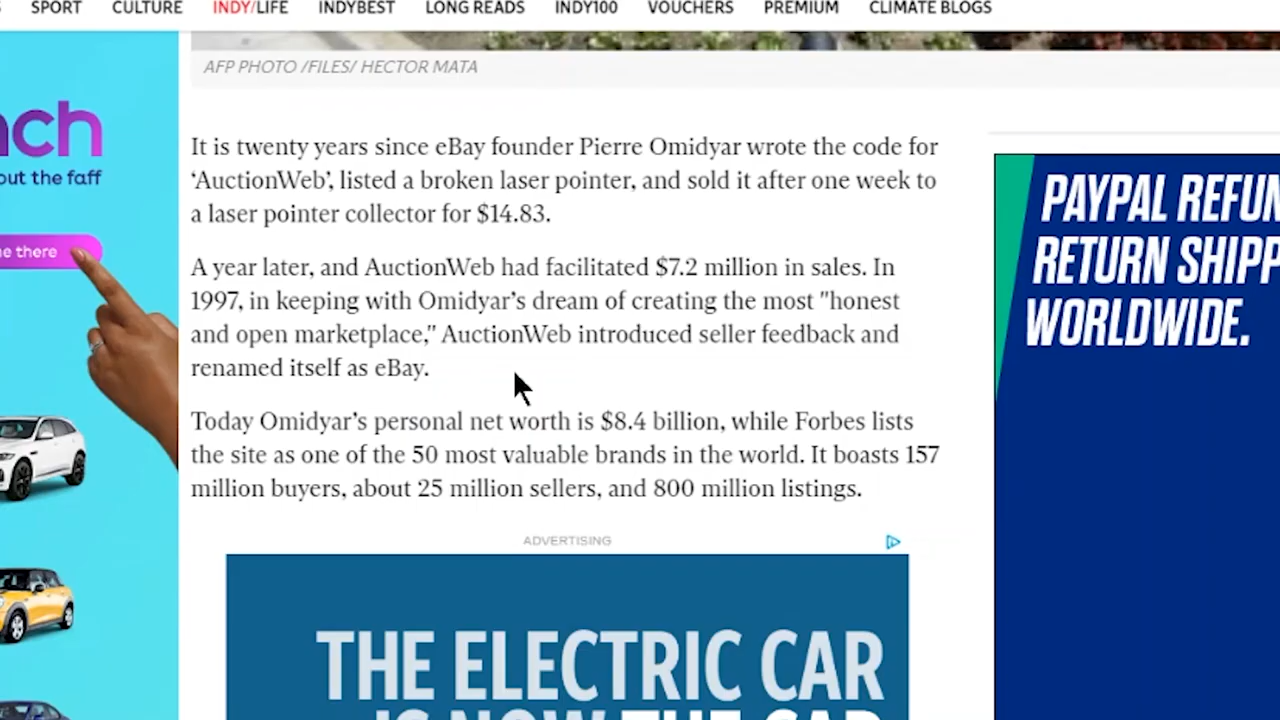 SPORT CULTURE INDY/LIFE INDYBEST LONG READS INDY100 VOUCHERS PREMIUM CLIMATE BLOGS
AFP PHOTO /FILES/ HECTOR MATA
out the faff
It is twenty years since eBay founder Pierre Omidyar wrote the code for
‘AuctionWeb’, listed a broken laser pointer, and sold it after one week to
a laser pointer collector for $14.83.
A year later, and AuctionWeb had facilitated $7.2 million in sales. In
1997, in keeping with Omidyar’s dream of creating the most "honest
and open marketplace," AuctionWeb introduced seller feedback and
renamed itself as eBay.
Today Omidyar’s personal net worth is $8.4 billion, while Forbes lists
the site as one of the 50 most valuable brands in the world. It boasts 157
million buyers, about 25 million sellers, and 800 million listings.
there
PAYPAL REFUN
RETURN SHIPP
WORLDWIDE.
ADVERTISING
THE ELECTRIC CAR
IS NOW THE CAR